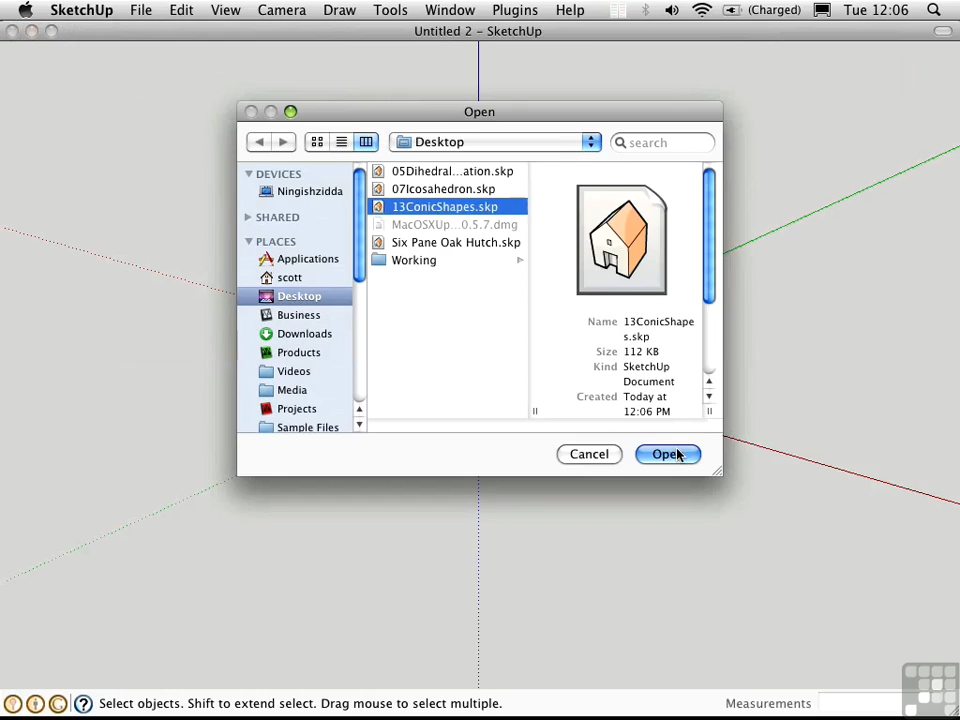 SketchUp File Edit View Camera Draw Tools Window Plugins Help (Charged) Tue 12:06
Untitled 2 – SketchUp
Open
Desktop
search
DEVICES
Ningishzidda
SHARED
PLACES
Applications
scott
Desktop
Business
Downloads
Products
Videos
Media
Projects
Sample Files
05Dihedral...ation.skp
07Icosahedron.skp
13ConicShapes.skp
MacOSXUp...0.5.7.dmg
Six Pane Oak Hutch.skp
Working
Name 13ConicShape
s.skp
Size 112 KB
Kind SketchUp
Document
Created Today at
12:06 PM
Cancel Open
Select objects. Shift to extend select. Drag mouse to select multiple. Measurements